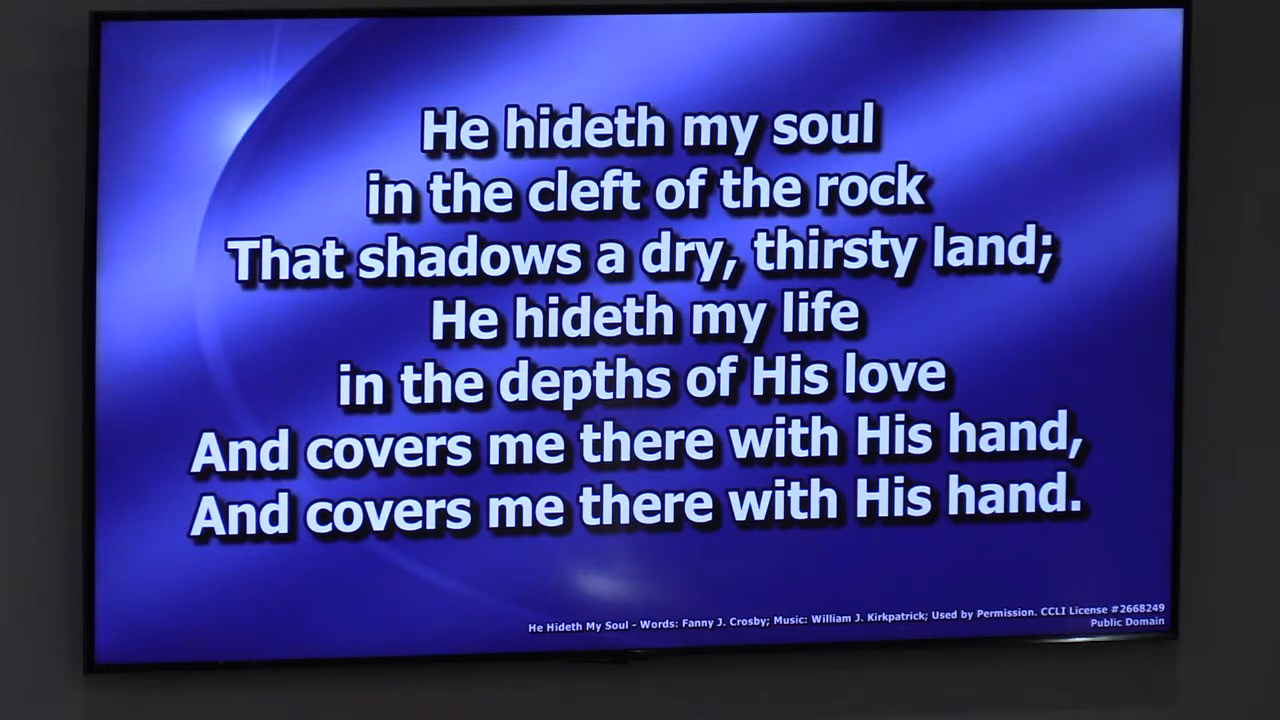 He hideth my soul
in the cleft of the rock
That shadows a dry, thirsty land;
He hideth my life
in the depths of His love
And covers me there with His hand,
And covers me there with His hand.
He Hideth My Soul - Words: Fanny J. Crosby; Music: William J. Kirkpatrick; Used by Permission. CCLI License #2668249
Public Domain